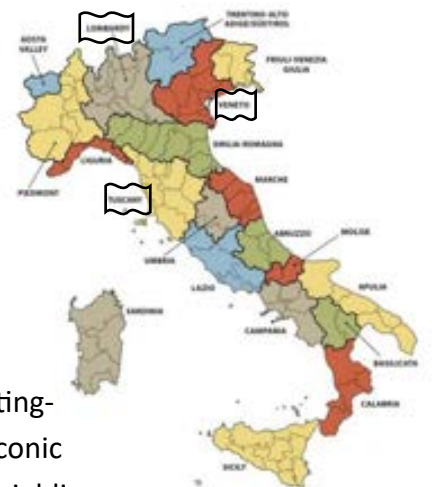 LOMBARDY
TRENTINO-ALTO
ADIGE/SÜDTIROL
AOSTA
VALLEY
FRIULI-VENEZIA
GIULIA
VENETO
EMILIA-ROMAGNA
LIGURIA
PIEDMONT
MARCHE
TUSCANY
ABRUZZO
MOLISE
UMBRIA
LAZIO
APULIA
SARDINIA
CAMPANIA
BASILICATA
CALABRIA
SICILY
ting-
conic